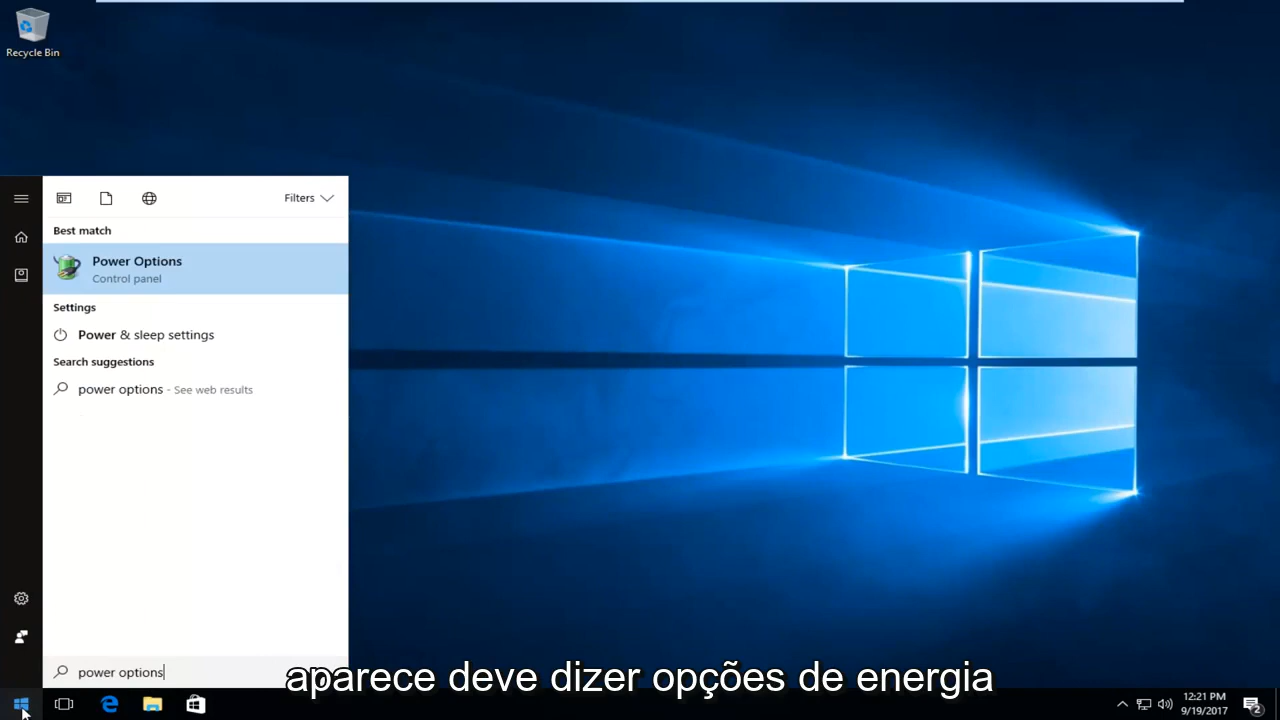 Recycle Bin
Filters
Best match
Power Options
Control panel
Settings
Power & sleep settings
Search suggestions
power options - See web results
power options
aparece deve dizer opções de energia
12:21 PM
9/19/2017
2